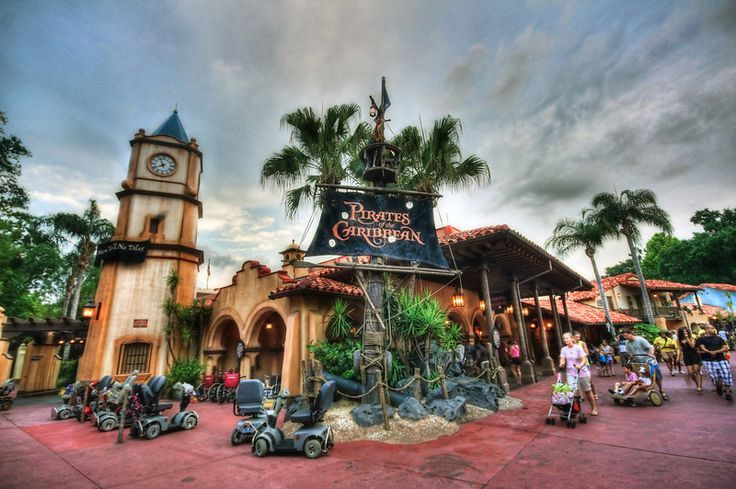 PIRATES
of the
CARIBBEAN